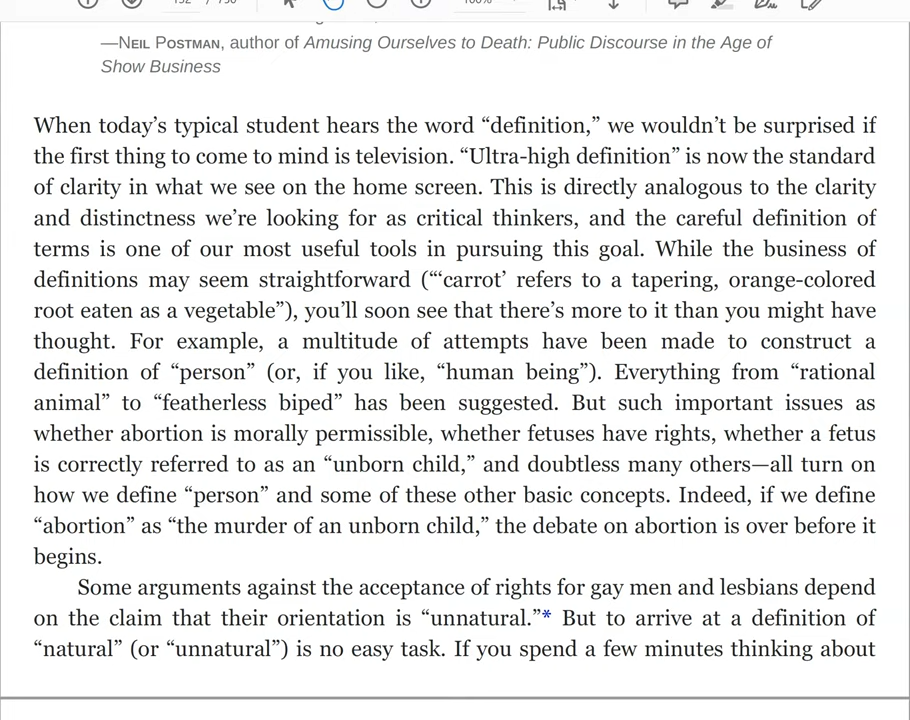 —NEIL POSTMAN, author of Amusing Ourselves to Death: Public Discourse in the Age of
Show Business
When today’s typical student hears the word “definition,” we wouldn’t be surprised if
the first thing to come to mind is television. “Ultra-high definition” is now the standard
of clarity in what we see on the home screen. This is directly analogous to the clarity
and distinctness we’re looking for as critical thinkers, and the careful definition of
terms is one of our most useful tools in pursuing this goal. While the business of
definitions may seem straightforward (“‘carrot’ refers to a tapering, orange-colored
root eaten as a vegetable”), you’ll soon see that there’s more to it than you might have
thought. For example, a multitude of attempts have been made to construct a
definition of “person” (or, if you like, “human being”). Everything from “rational
animal” to “featherless biped” has been suggested. But such important issues as
whether abortion is morally permissible, whether fetuses have rights, whether a fetus
is correctly referred to as an “unborn child,” and doubtless many others—all turn on
how we define “person” and some of these other basic concepts. Indeed, if we define
“abortion” as “the murder of an unborn child,” the debate on abortion is over before it
begins.
Some arguments against the acceptance of rights for gay men and lesbians depend
on the claim that their orientation is “unnatural.”* But to arrive at a definition of
“natural” (or “unnatural”) is no easy task. If you spend a few minutes thinking about